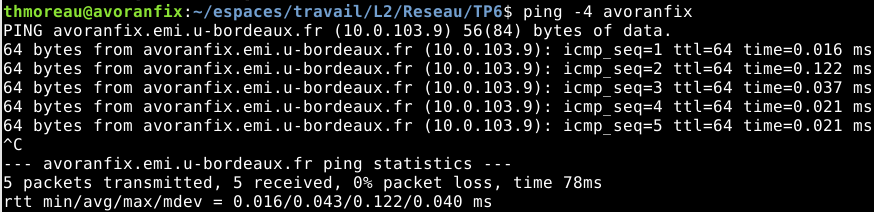 thmoreau@avoranfix:~/espaces/travail/L2/Reseau/TP6$ ping -4 avoranfix
PING avoranfix.emi.u-bordeaux.fr (10.0.103.9) 56(84) bytes of data.
64 bytes from avoranfix.emi.u-bordeaux.fr (10.0.103.9): icmp_seq=1 ttl=64 time=0.016 ms
64 bytes from avoranfix.emi.u-bordeaux.fr (10.0.103.9): icmp_seq=2 ttl=64 time=0.122 ms
64 bytes from avoranfix.emi.u-bordeaux.fr (10.0.103.9): icmp_seq=3 ttl=64 time=0.037 ms
64 bytes from avoranfix.emi.u-bordeaux.fr (10.0.103.9): icmp_seq=4 ttl=64 time=0.021 ms
64 bytes from avoranfix.emi.u-bordeaux.fr (10.0.103.9): icmp_seq=5 ttl=64 time=0.021 ms
^C
--- avoranfix.emi.u-bordeaux.fr ping statistics ---
5 packets transmitted, 5 received, 0% packet loss, time 78ms
rtt min/avg/max/mdev = 0.016/0.043/0.122/0.040 ms